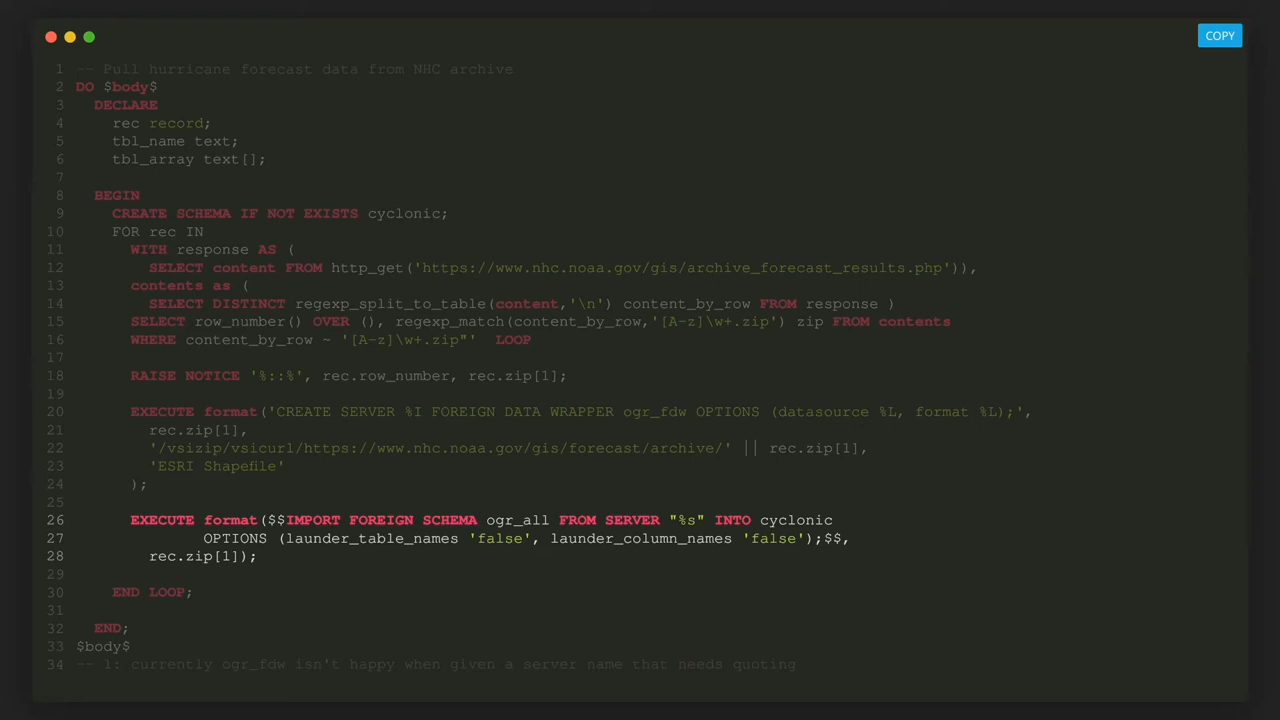 COPY
1 -- Pull hurricane forecast data from NHC archive
2 DO $body$
3 DECLARE
4 rec record;
5 tbl_name text;
6 tbl_array text[];
7
8 BEGIN
9 CREATE SCHEMA IF NOT EXISTS cyclonic;
10 FOR rec IN
11 WITH response AS (
12 SELECT content FROM http_get('https://www.nhc.noaa.gov/gis/archive_forecast_results.php')),
13 contents as (
14 SELECT DISTINCT regexp_split_to_table(content,'\n') content_by_row FROM response )
15 SELECT row_number() OVER (), regexp_match(content_by_row,'[A-z]\w+.zip') zip FROM contents
16 WHERE content_by_row ~ '[A-z]\w+.zip"' LOOP
17
18 RAISE NOTICE '%::%', rec.row_number, rec.zip[1];
19
20 EXECUTE format('CREATE SERVER %I FOREIGN DATA WRAPPER ogr_fdw OPTIONS (datasource %L, format %L);',
21 rec.zip[1],
22 '/vsizip/vsicurl/https://www.nhc.noaa.gov/gis/forecast/archive/' || rec.zip[1],
23 'ESRI Shapefile'
24 );
25
26 EXECUTE format($$IMPORT FOREIGN SCHEMA ogr_all FROM SERVER "%s" INTO cyclonic
27 OPTIONS (launder_table_names 'false', launder_column_names 'false');$$,
28 rec.zip[1]);
29
30 END LOOP;
31
32 END;
33 $body$
34 -- 1: currently ogr_fdw isn't happy when given a server name that needs quoting